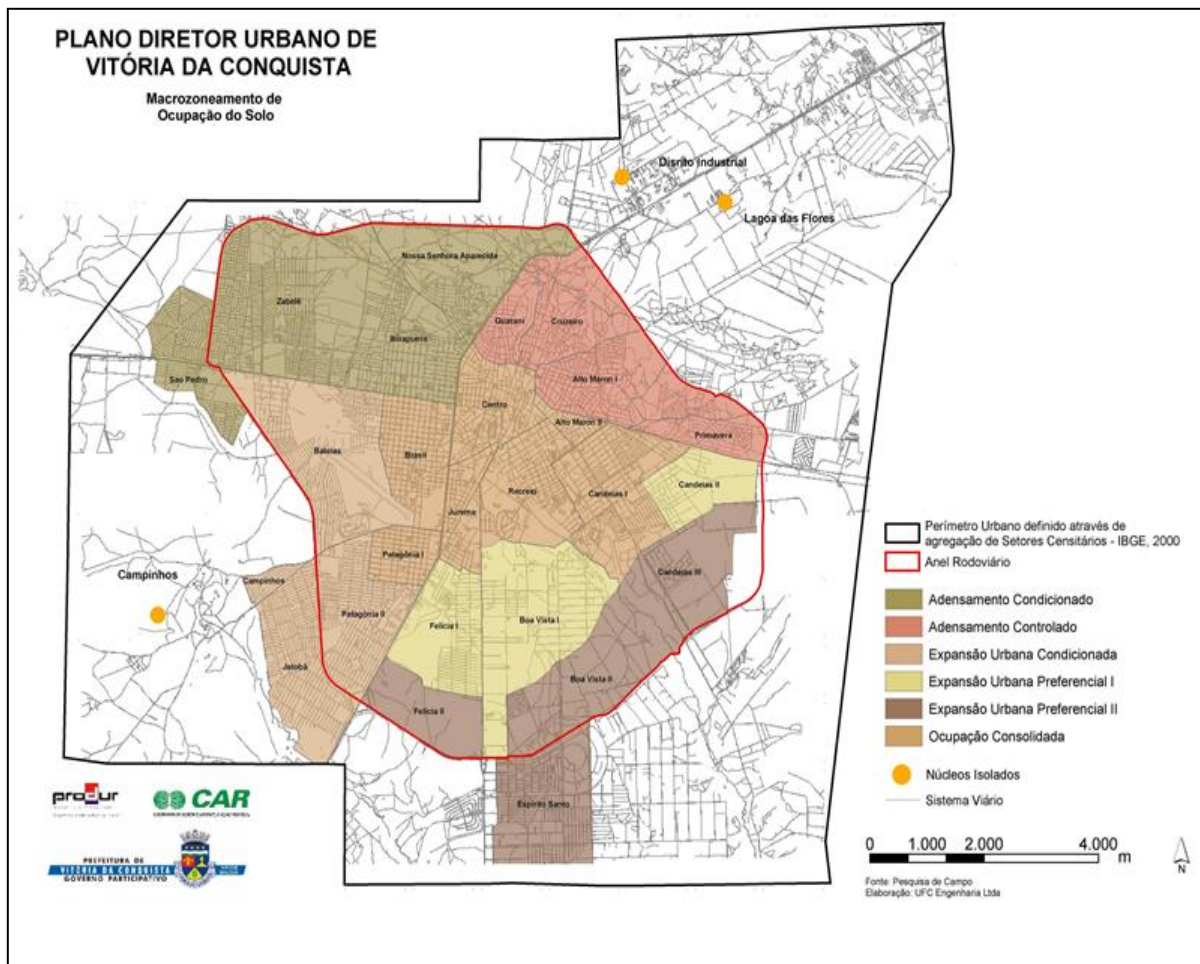 PLANO DIRETOR URBANO DE
VITÓRIA DA CONQUISTA
Macrozoneamento de
Ocupação do Solo
Disrito industrial
Lagoa das Flores
Nossa Senhora Aparecida
Zabelê
Guarani
Cruzeiro
Ibirapuera
Alto Maron I
Sao Pedro
Centro
Alto Maron II
Primavera
Bateias
Brasil
Recreio
Candeias I
Candeias II
Jurema
Patagônia I
Candeias III
Campinhos
Campinhos
Patagônia II
Felícia I
Boa Vista I
Jatobá
Boa Vista II
Felícia II
Espírito Santo
Perímetro Urbano definido através de
agregação de Setores Censitários - IBGE, 2000
Anel Rodoviário
Adensamento Condicionado
Adensamento Controlado
Expansão Urbana Condicionada
Expansão Urbana Preferencial I
Expansão Urbana Preferencial II
Ocupação Consolidada
Núcleos Isolados
Sistema Viário
0 1.000 2.000 4.000
m
N
Fonte: Pesquisa de Campo
Elaboração: UFC Engenharia Ltda
produr
CAR
PREFEITURA DE
VITÓRIA DA CONQUISTA
GOVERNO PARTICIPATIVO